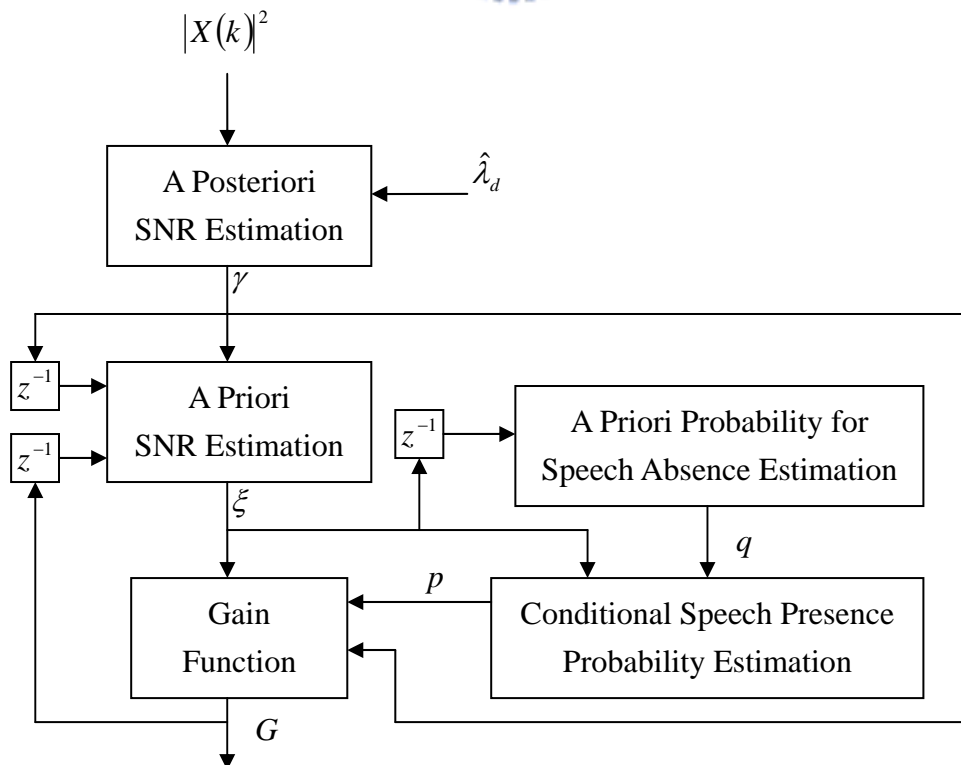 |X(k)|²
A Posteriori
SNR Estimation
λ̂_d
γ
z⁻¹
A Priori
SNR Estimation
z⁻¹
z⁻¹
A Priori Probability for
Speech Absence Estimation
ξ
q
Gain
Function
p
Conditional Speech Presence
Probability Estimation
G